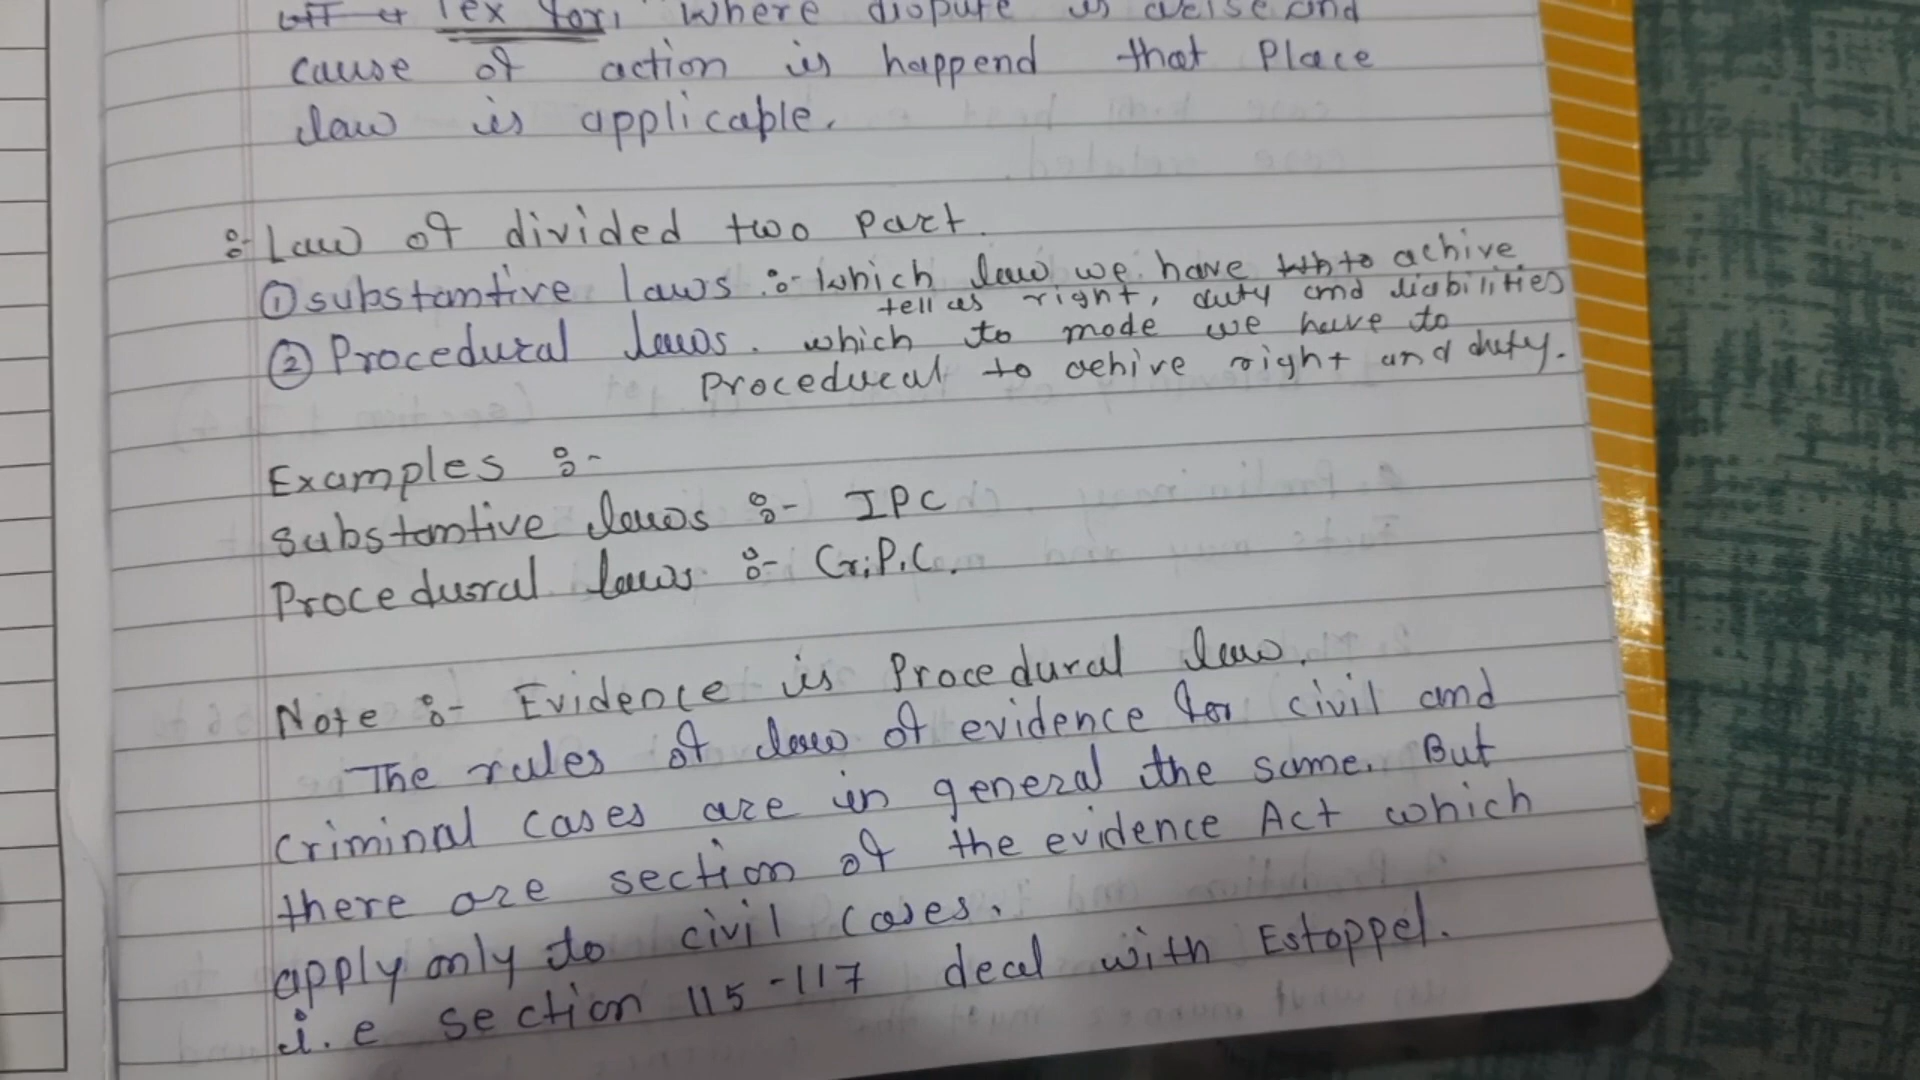 lex fori where dispute is
cause of action is happend that Place
law is applicable.
:- Law of divided two part.
① substantive laws :- which law we have to achive
tell us right, duty and liabilities
② Procedural laws. which to mode we have to
Procedural to achive right and duty.
Examples :-
substantive laws :- IPC
Procedural laws :- Cr.P.C.
Note :- Evidence is Procedural law.
The rules of law of evidence for civil and
criminal cases are in general the same. But
there are section of the evidence Act which
apply only to civil cases.
i.e section 115-117 deal with Estoppel.